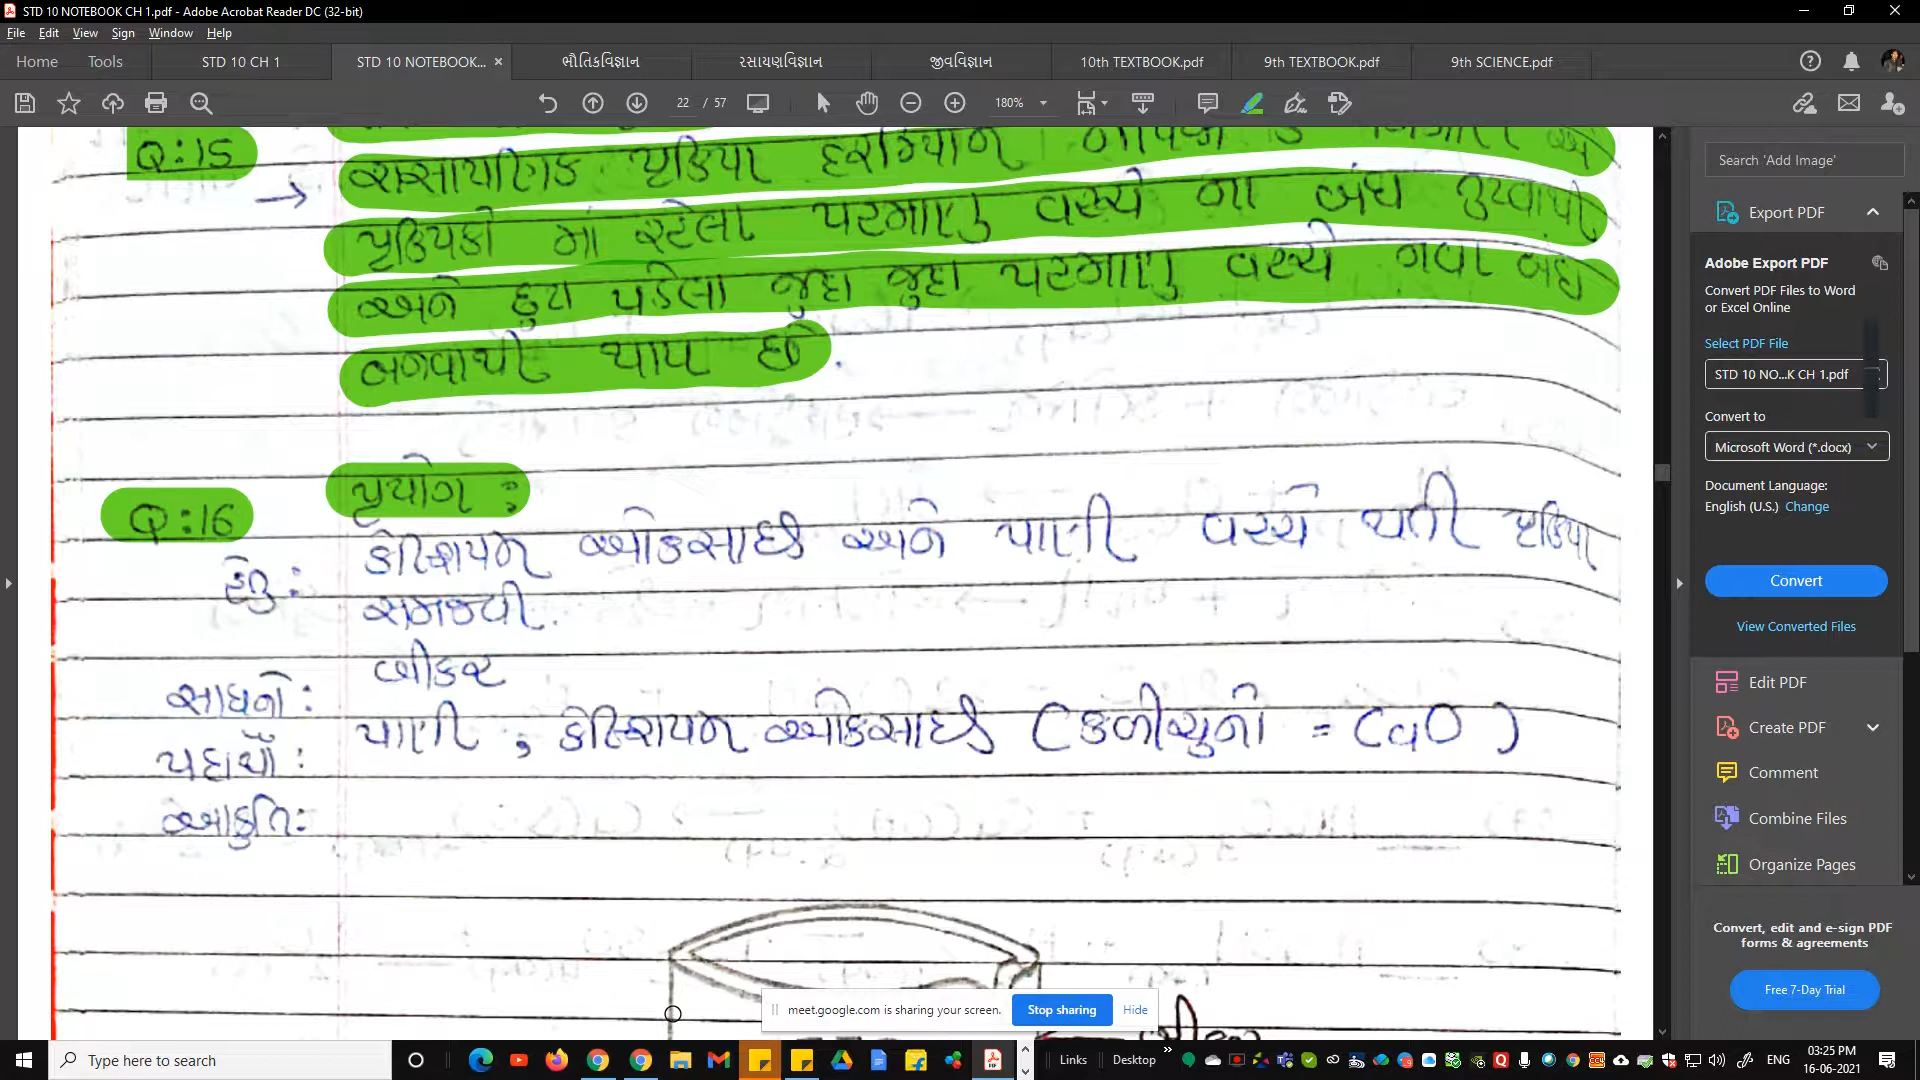 STD 10 NOTEBOOK CH 1.pdf - Adobe Acrobat Reader DC (32-bit)
File Edit View Sign Window Help
Home Tools STD 10 CH 1 STD 10 NOTEBOOK... × ભૌતિકવિજ્ઞાન રસાયણવિજ્ઞાન જીવવિજ્ઞાન 10th TEXTBOOK.pdf 9th TEXTBOOK.pdf 9th SCIENCE.pdf
22 / 57 180%
Q:15
રાસાયણિક પ્રક્રિયા દરમિયાન
→ પ્રક્રિયકો માં રહેલા પરમાણુ વચ્ચે ના બંધ તુટવાથી
અને છુટા પડેલા જુદા જુદા પરમાણુ વચ્ચે નવા બંધ
બનવાથી થાય છે.
Q:16 પ્રયોગ :
હેતુ: કેલ્શિયમ ઓકસાઈડ અને પાણી વચ્ચે થતી પ્રક્રિયા
સમજવી.
સાધનો: બીકર
પદાર્થો: પાણી , કેલ્શિયમ ઓકિસાઈડ (કળીચુનો = CaO)
આકૃતિ:
Search 'Add Image'
Export PDF
Adobe Export PDF
Convert PDF Files to Word
or Excel Online
Select PDF File
STD 10 NO...K CH 1.pdf
Convert to
Microsoft Word (*.docx)
Document Language:
English (U.S.) Change
Convert
View Converted Files
Edit PDF
Create PDF
Comment
Combine Files
Organize Pages
Convert, edit and e-sign PDF
forms & agreements
Free 7-Day Trial
meet.google.com is sharing your screen. Stop sharing Hide
Type here to search Links Desktop » ENG 03:25 PM
16-06-2021